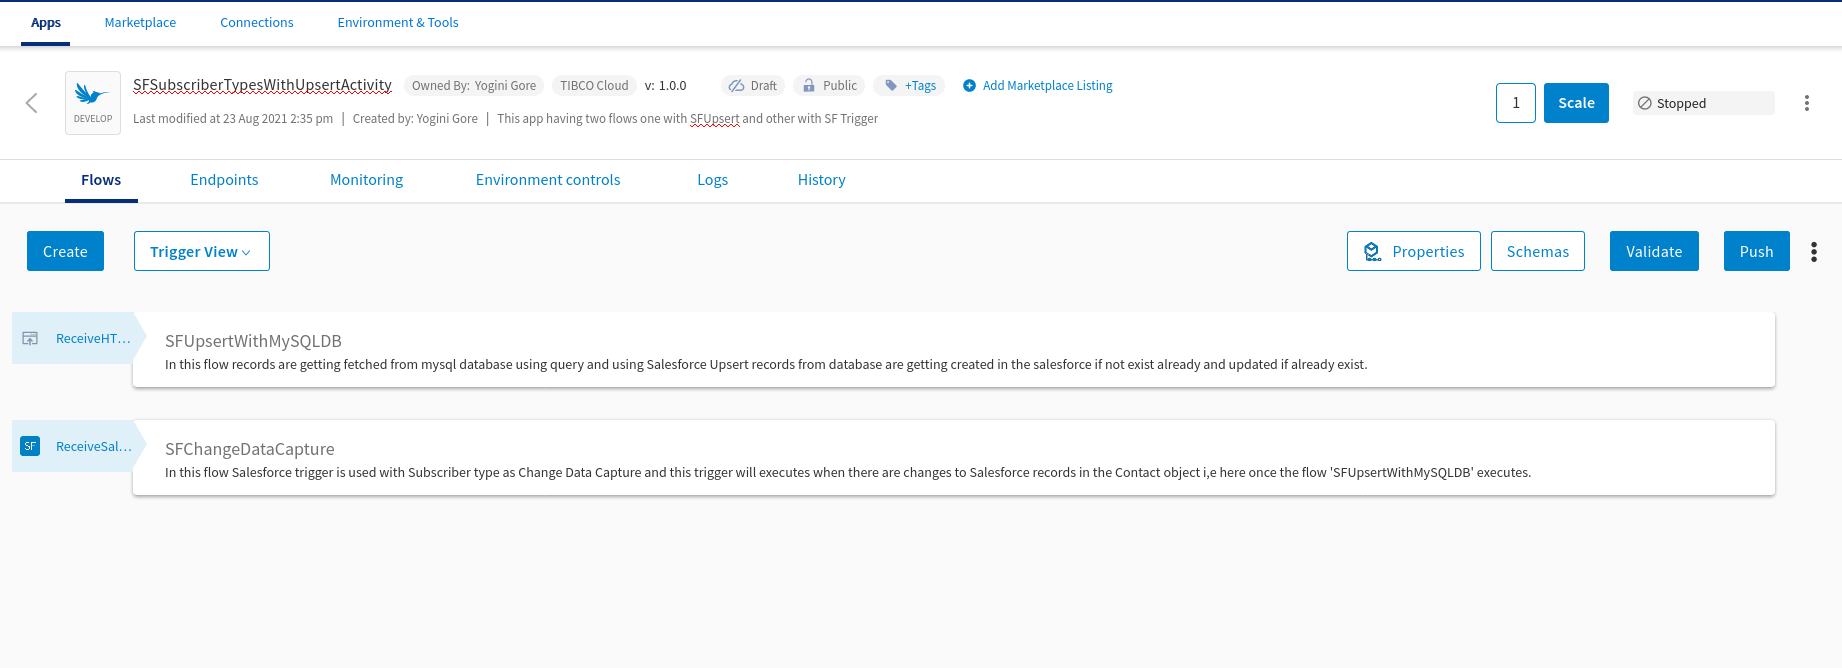 Apps Marketplace Connections Environment & Tools
SFSubscriberTypesWithUpsertActivity Owned By: Yogini Gore TIBCO Cloud v: 1.0.0 Draft Public +Tags Add Marketplace Listing
DEVELOP
Last modified at 23 Aug 2021 2:35 pm | Created by: Yogini Gore | This app having two flows one with SFUpsert and other with SF Trigger
1 Scale Stopped
Flows Endpoints Monitoring Environment controls Logs History
Create Trigger View Properties Schemas Validate Push
ReceiveHT...
SFUpsertWithMySQLDB
In this flow records are getting fetched from mysql database using query and using Salesforce Upsert records from database are getting created in the salesforce if not exist already and updated if already exist.
SF ReceiveSal...
SFChangeDataCapture
In this flow Salesforce trigger is used with Subscriber type as Change Data Capture and this trigger will executes when there are changes to Salesforce records in the Contact object i,e here once the flow 'SFUpsertWithMySQLDB' executes.